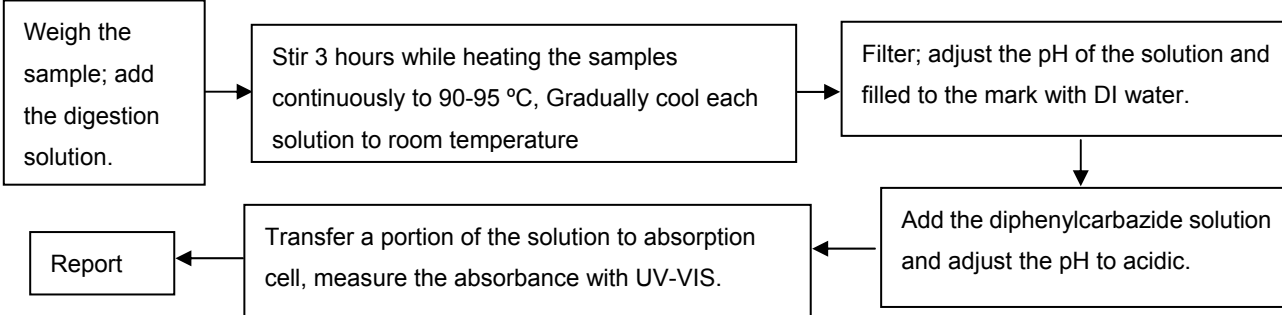 Weigh the
sample; add
the digestion
solution.
Stir 3 hours while heating the samples
continuously to 90-95 ºC, Gradually cool each
solution to room temperature
Filter; adjust the pH of the solution and
filled to the mark with DI water.
Add the diphenylcarbazide solution
and adjust the pH to acidic.
Transfer a portion of the solution to absorption
cell, measure the absorbance with UV-VIS.
Report